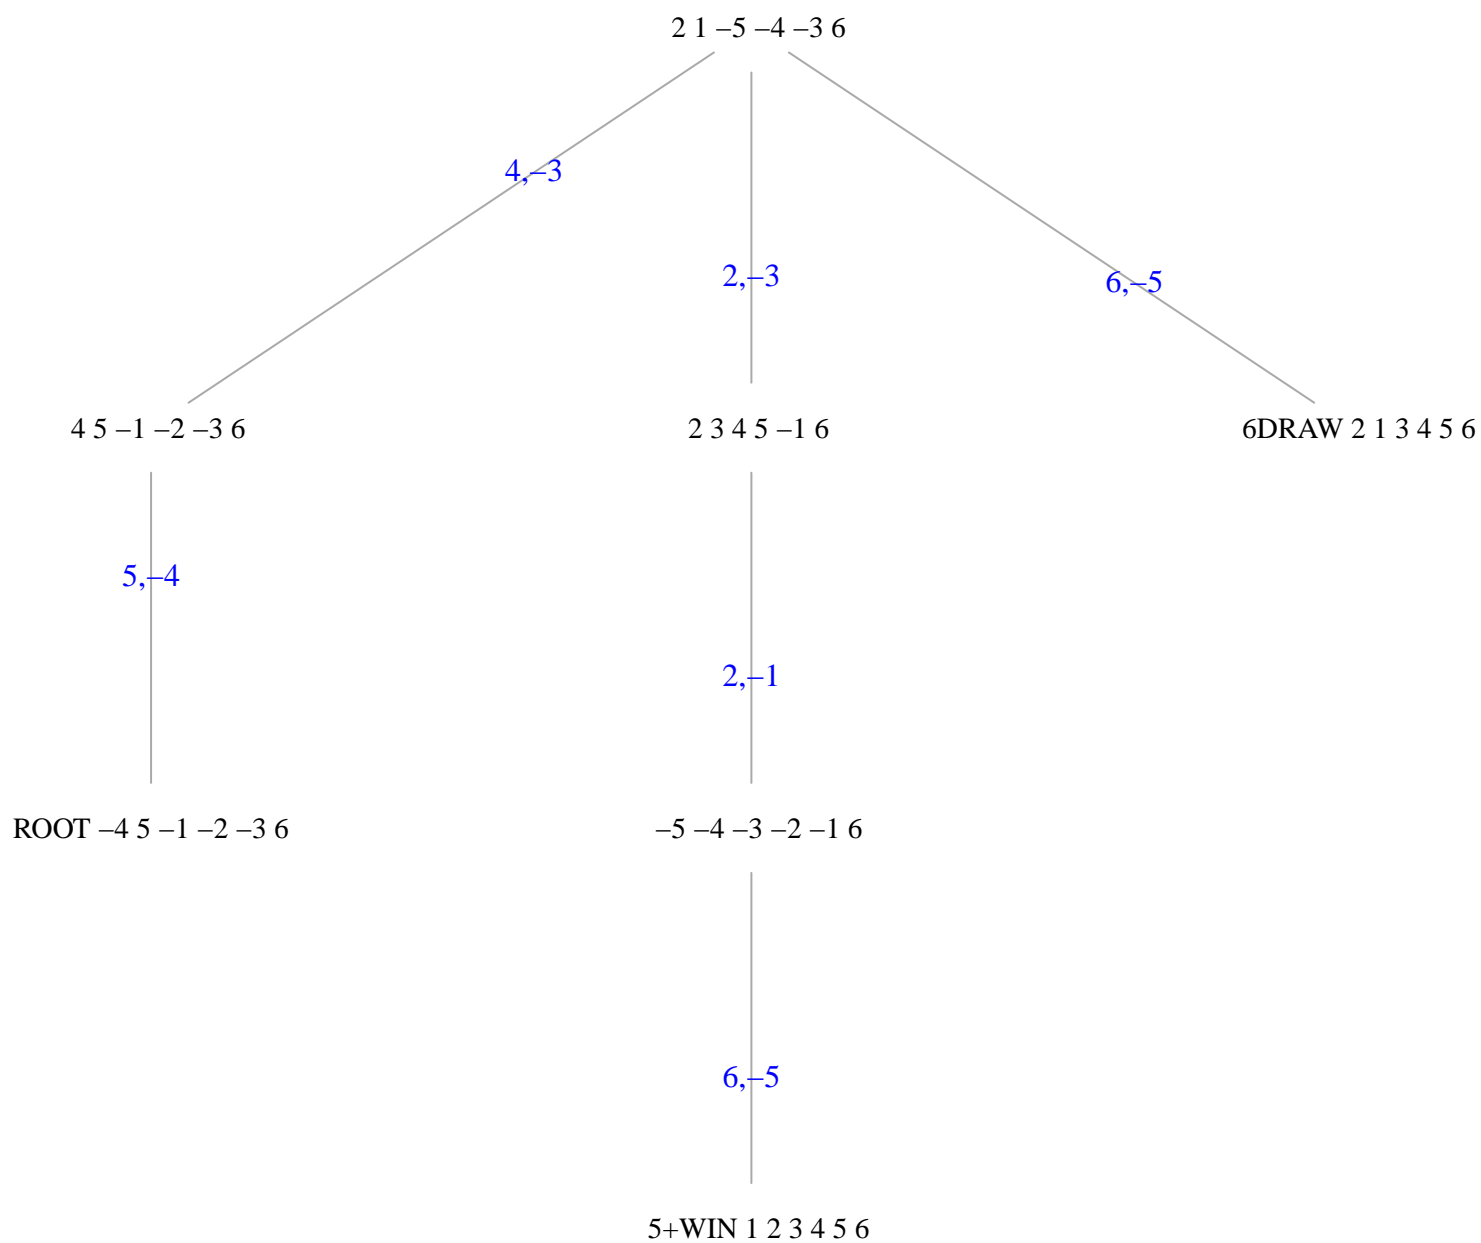 2 1 –5 –4 –3 6
4,–3
2,–3
6,–5
4 5 –1 –2 –3 6
2 3 4 5 –1 6
6DRAW 2 1 3 4 5 6
5,–4
2,–1
ROOT –4 5 –1 –2 –3 6
–5 –4 –3 –2 –1 6
6,–5
5+WIN 1 2 3 4 5 6